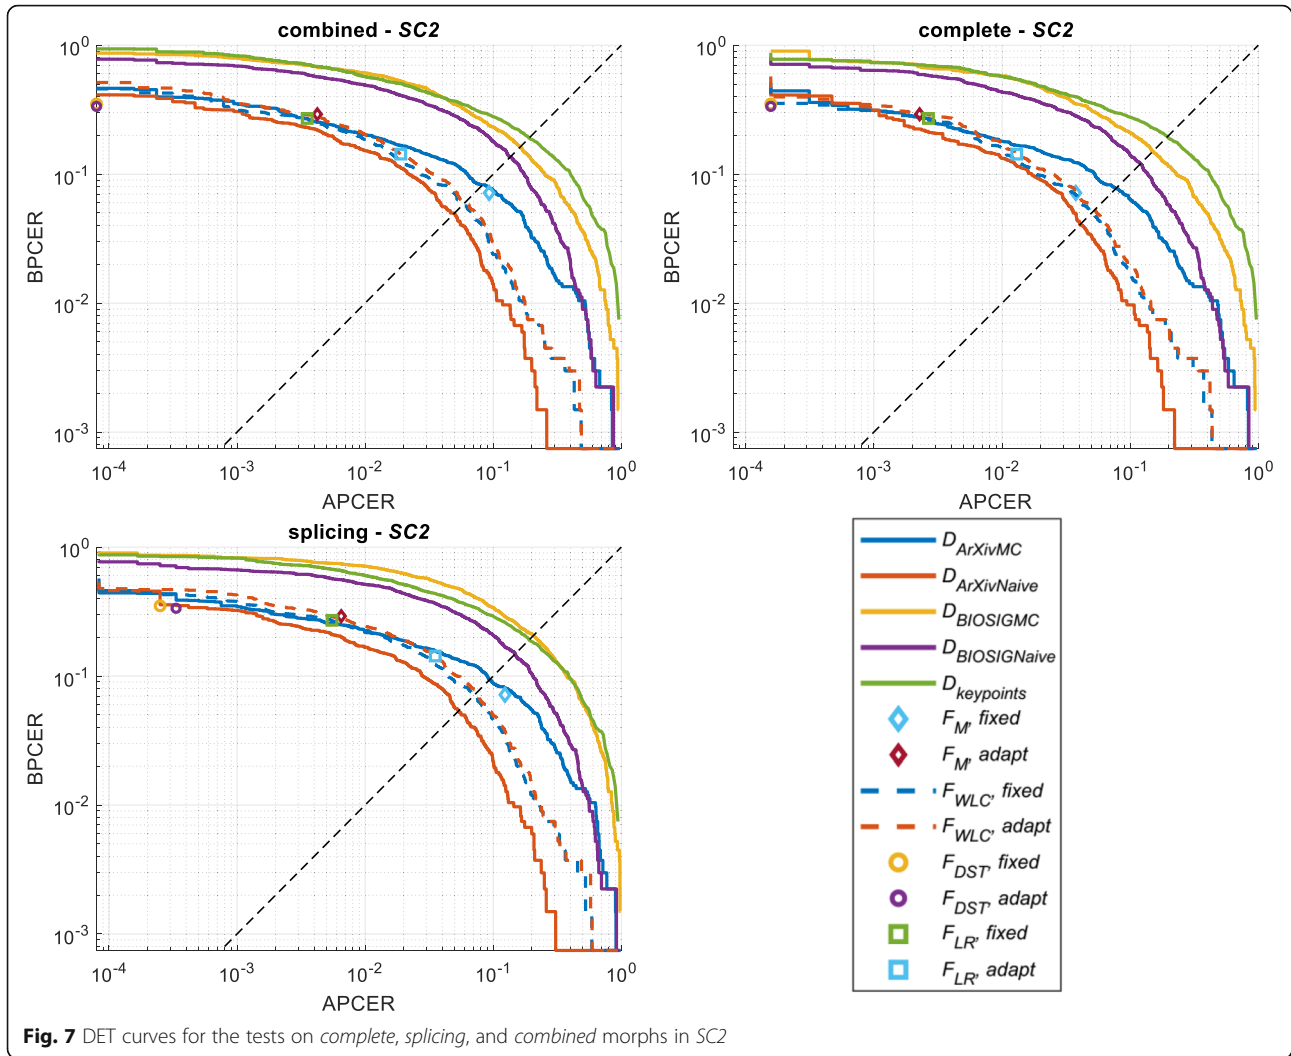 combined - SC2
10^0
10^-1
10^-2
10^-3
BPCER
10^-4 10^-3 10^-2 10^-1 10^0
APCER
complete - SC2
10^0
10^-1
10^-2
10^-3
BPCER
10^-4 10^-3 10^-2 10^-1 10^0
APCER
splicing - SC2
10^0
10^-1
10^-2
10^-3
BPCER
10^-4 10^-3 10^-2 10^-1 10^0
APCER
D_ArXivMC
D_ArXivNaive
D_BIOSIGMC
D_BIOSIGNaive
D_keypoints
F_M, fixed
F_M, adapt
F_WLC, fixed
F_WLC, adapt
F_DST, fixed
F_DST, adapt
F_LR, fixed
F_LR, adapt
Fig. 7 DET curves for the tests on complete, splicing, and combined morphs in SC2